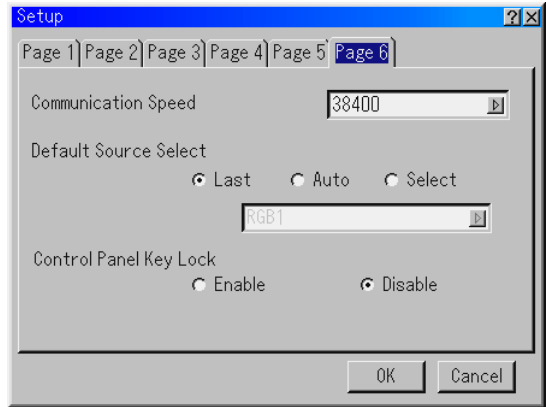 Setup
Page 1 Page 2 Page 3 Page 4 Page 5 Page 6
Communication Speed 38400
Default Source Select
Last Auto Select
RGB1
Control Panel Key Lock
Enable Disable
OK Cancel